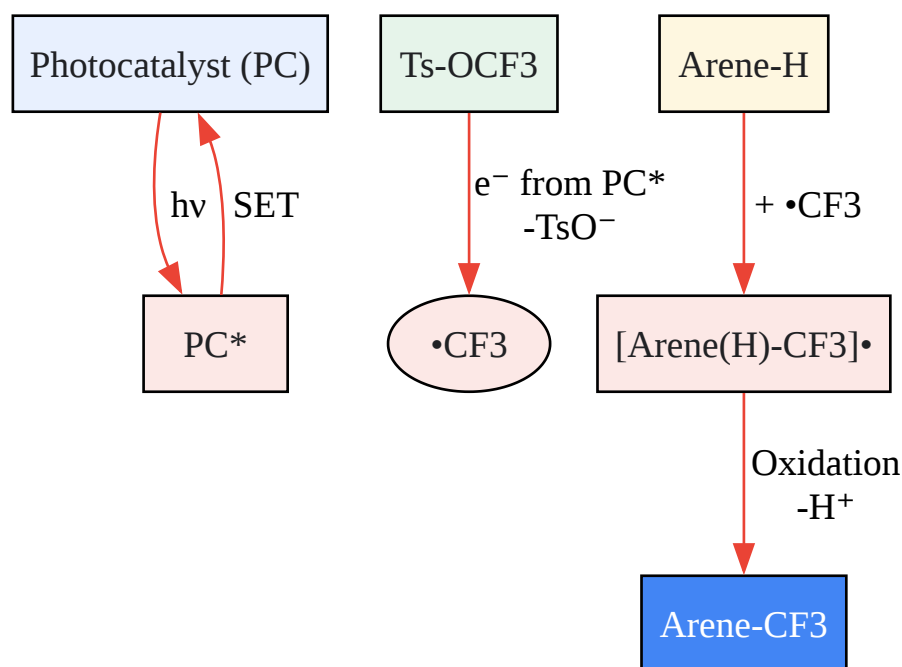 Photocatalyst (PC)
Ts-OCF3
Arene-H
hν
SET
e⁻ from PC*
-TsO⁻
+ •CF3
PC*
•CF3
[Arene(H)-CF3]•
Oxidation
-H⁺
Arene-CF3